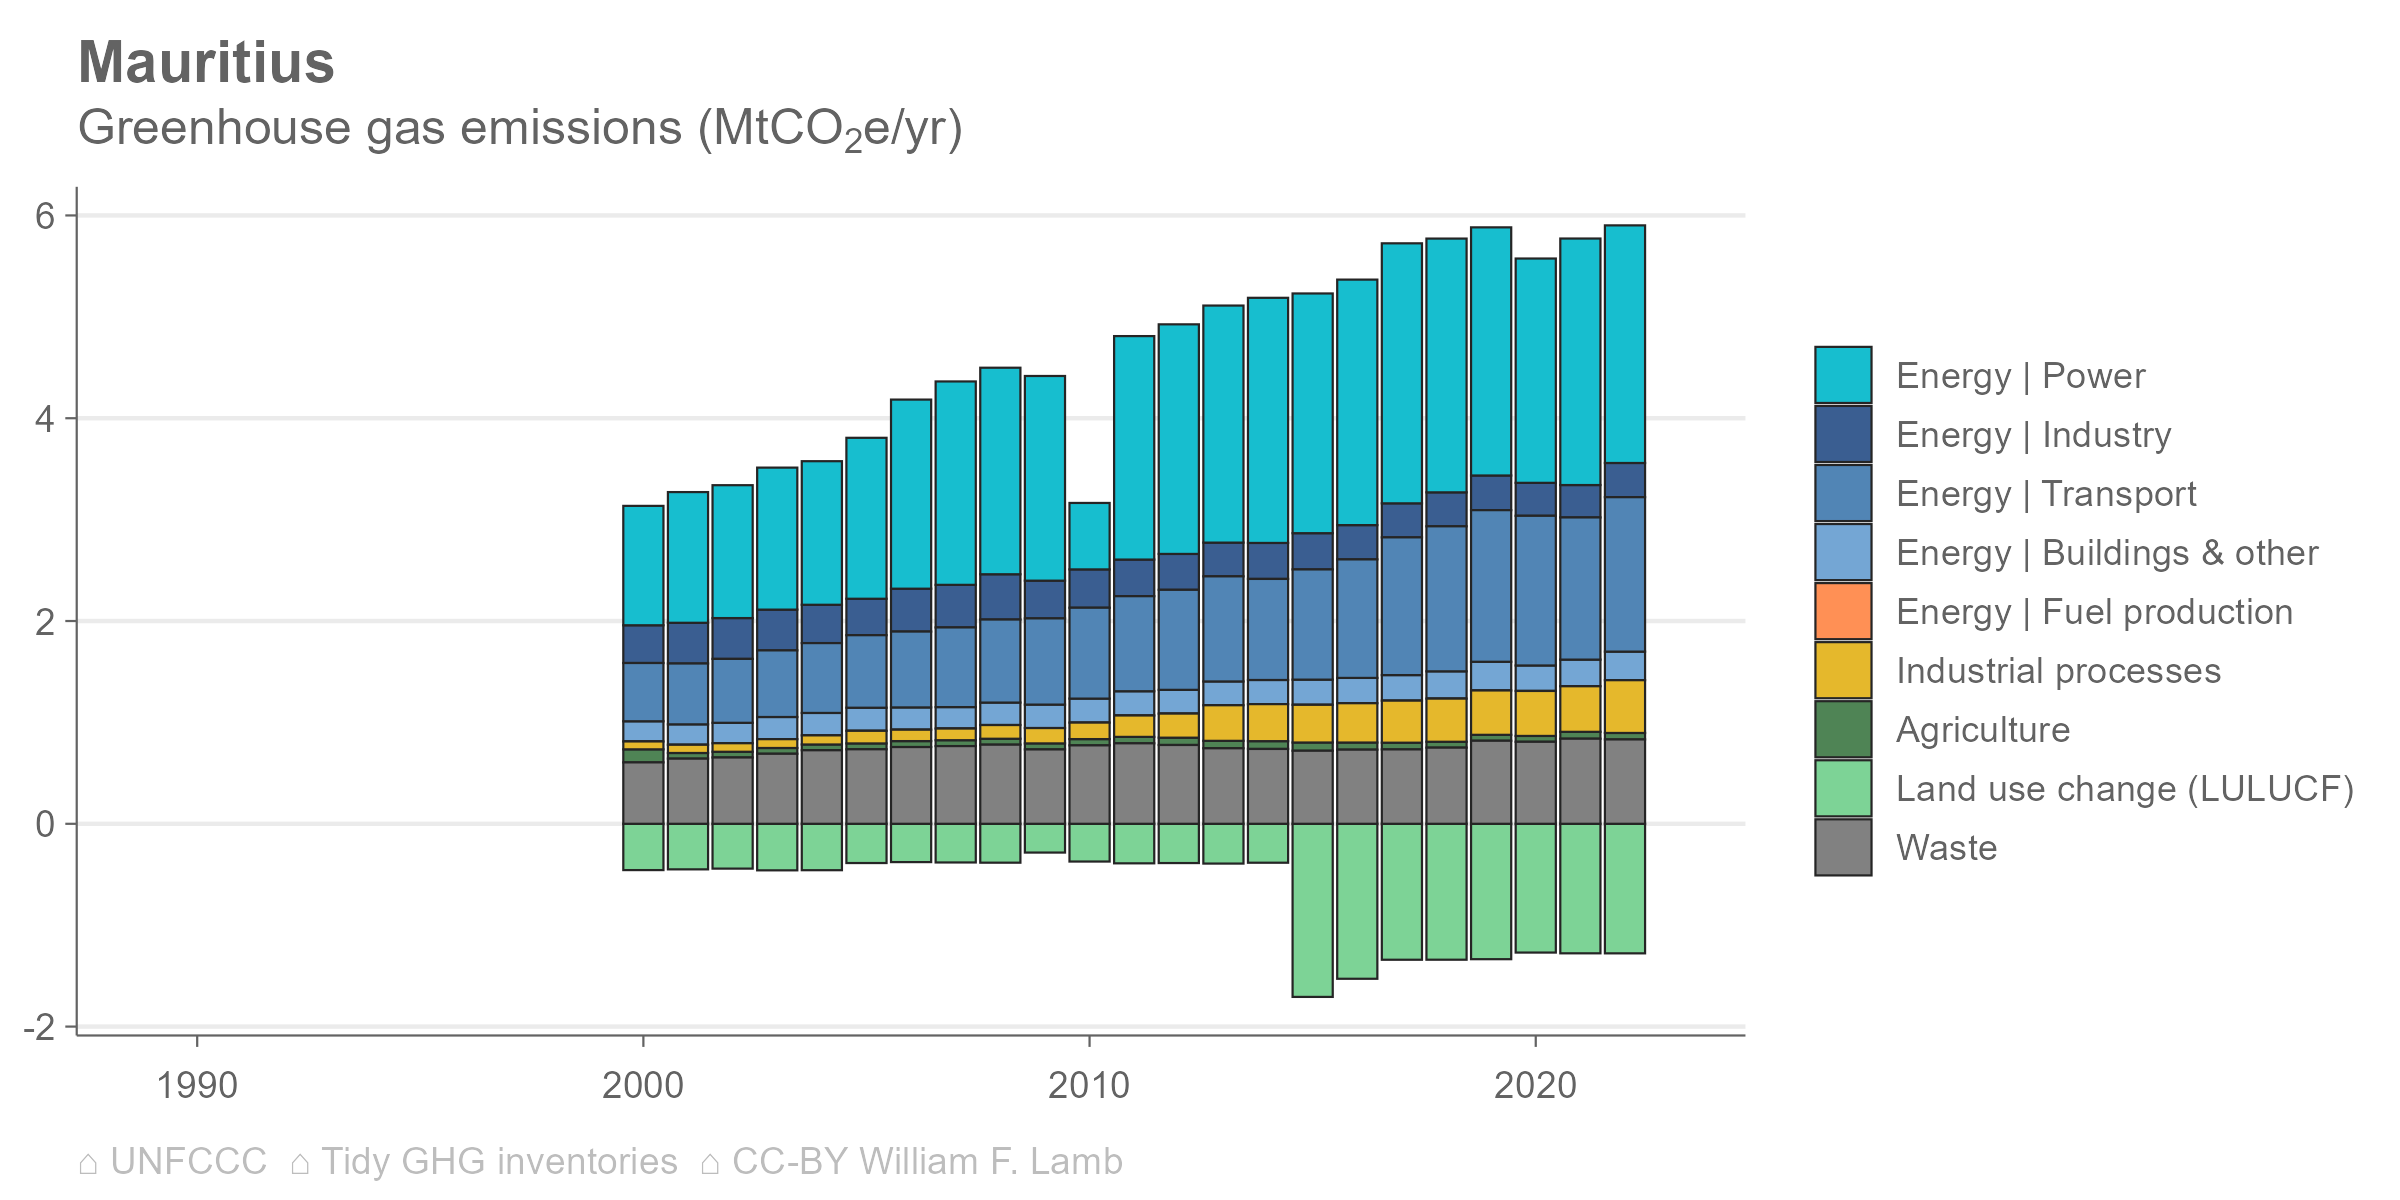 Mauritius
Greenhouse gas emissions (MtCO₂e/yr)
6
4
2
0
-2
1990
2000
2010
2020
Energy | Power
Energy | Industry
Energy | Transport
Energy | Buildings & other
Energy | Fuel production
Industrial processes
Agriculture
Land use change (LULUCF)
Waste
⌂ UNFCCC ⌂ Tidy GHG inventories ⌂ CC-BY William F. Lamb